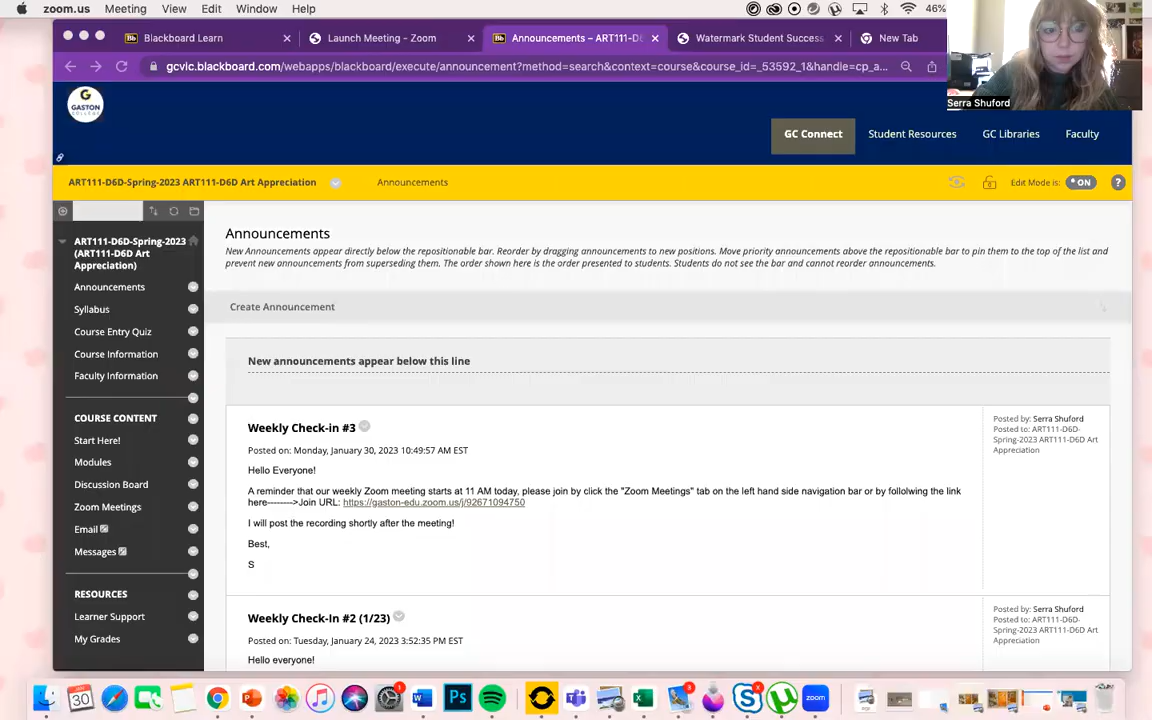 zoom.us Meeting View Edit Window Help 46%
Blackboard Learn Launch Meeting - Zoom Announcements – ART111-D6 Watermark Student Success New Tab
gcvic.blackboard.com/webapps/blackboard/execute/announcement?method=search&context=course&course_id=_53592_1&handle=cp_a...
Serra Shuford
G
GASTON
COLLEGE
GC Connect Student Resources GC Libraries Faculty
ART111-D6D-Spring-2023 ART111-D6D Art Appreciation Announcements Edit Mode is: ON ?
ART111-D6D-Spring-2023
(ART111-D6D Art
Appreciation)
Announcements
Syllabus
Course Entry Quiz
Course Information
Faculty Information
COURSE CONTENT
Start Here!
Modules
Discussion Board
Zoom Meetings
Email
Messages
RESOURCES
Learner Support
My Grades
Announcements
New Announcements appear directly below the repositionable bar. Reorder by dragging announcements to new positions. Move priority announcements above the repositionable bar to pin them to the top of the list and
prevent new announcements from superseding them. The order shown here is the order presented to students. Students do not see the bar and cannot reorder announcements.
Create Announcement
New announcements appear below this line
Weekly Check-in #3
Posted on: Monday, January 30, 2023 10:49:57 AM EST
Hello Everyone!
A reminder that our weekly Zoom meeting starts at 11 AM today, please join by click the "Zoom Meetings" tab on the left hand side navigation bar or by follolwing the link
here-------->Join URL: https://gaston-edu.zoom.us/j/92671094750
I will post the recording shortly after the meeting!
Best,
S
Posted by: Serra Shuford
Posted to: ART111-D6D-
Spring-2023 ART111-D6D Art
Appreciation
Weekly Check-In #2 (1/23)
Posted on: Tuesday, January 24, 2023 3:52:35 PM EST
Hello everyone!
Posted by: Serra Shuford
Posted to: ART111-D6D-
Spring-2023 ART111-D6D Art
Appreciation
JAN
30
Ps
zoom